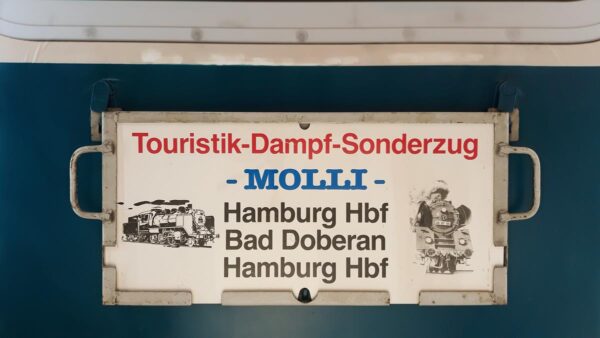 Touristik-Dampf-Sonderzug
- MOLLI -
Hamburg Hbf
Bad Doberan
Hamburg Hbf